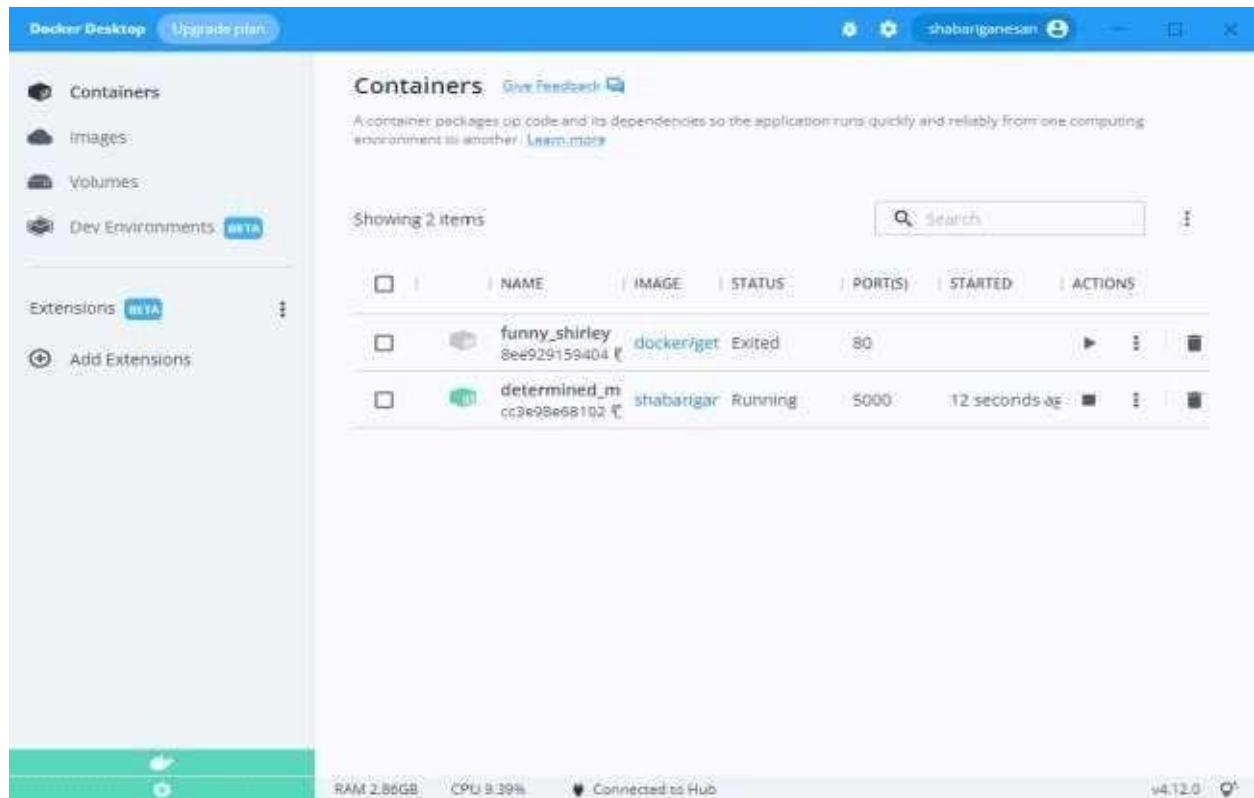 Docker Desktop Upgrade plan shabariganesan
Containers
Images
Volumes
Dev Environments BETA
Extensions BETA
Add Extensions
Containers Give Feedback
A container packages up code and its dependencies so the application runs quickly and reliably from one computing
environment to another. Learn more
Showing 2 items
Search
NAME IMAGE STATUS PORT(S) STARTED ACTIONS
funny_shirley
8ee929159404
docker/get Exited 80
determined_m
cc3e98e68102
shabarigar Running 5000 12 seconds ag
RAM 2.86GB CPU 9.39% Connected to Hub v4.12.0